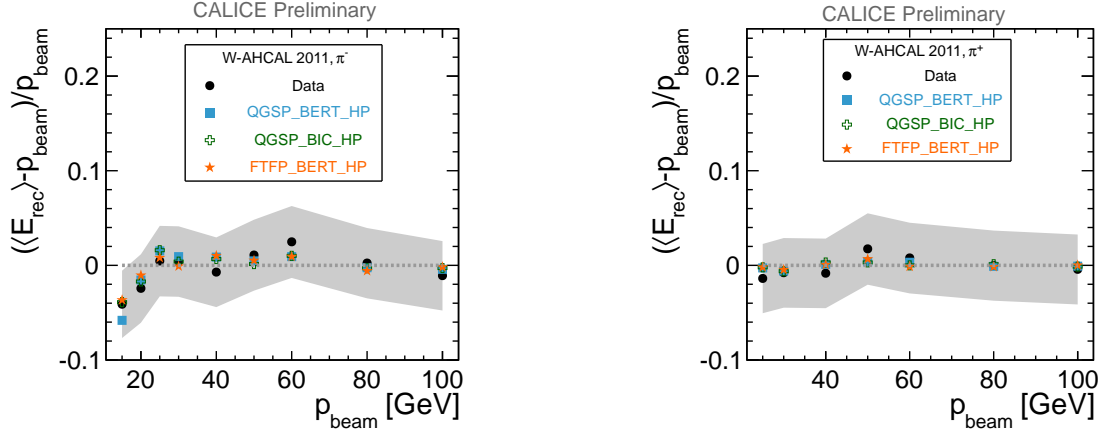 CALICE Preliminary
(⟨E_rec⟩-p_beam)/p_beam
W-AHCAL 2011, π⁻
Data
QGSP_BERT_HP
QGSP_BIC_HP
FTFP_BERT_HP
0.2
0.1
0
-0.1
20 40 60 80 100
p_beam [GeV]
CALICE Preliminary
(⟨E_rec⟩-p_beam)/p_beam
W-AHCAL 2011, π⁺
Data
QGSP_BERT_HP
QGSP_BIC_HP
FTFP_BERT_HP
0.2
0.1
0
-0.1
40 60 80 100
p_beam [GeV]